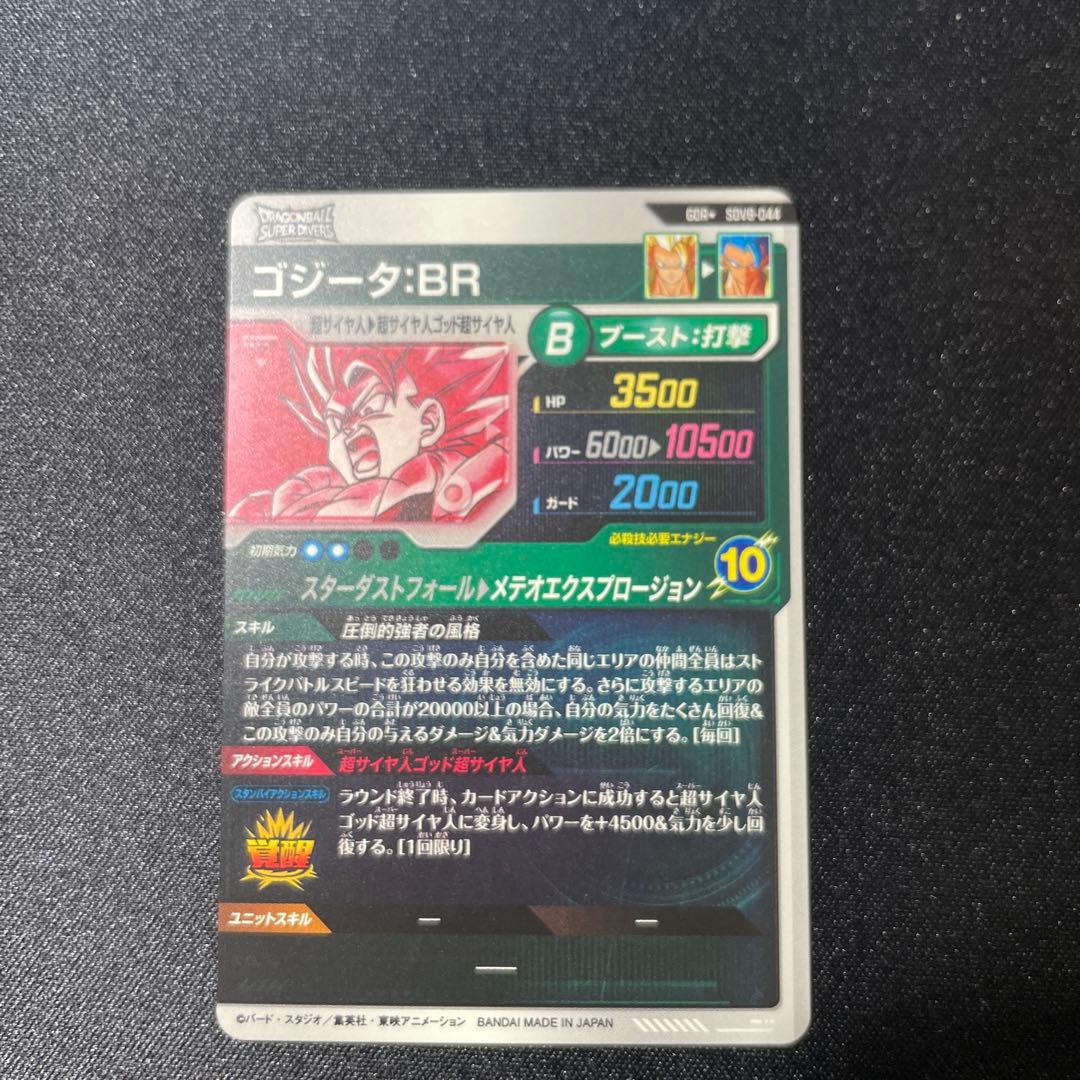 DRAGONBALL
SUPER DIVERS
GDR★ SDV8-044
ゴジータ:BR
超サイヤ人▶超サイヤ人ゴッド超サイヤ人
B ブースト:打撃
HP 3500
パワー 6000▶10500
ガード 2000
初期気力
必殺技必要エナジー
10
スターダストフォール▶メテオエクスプロージョン
スキル 圧倒的強者の風格
自分が攻撃する時、この攻撃のみ自分を含めた同じエリアの仲間全員はスト
ライクバトルスピードを狂わせる効果を無効にする。さらに攻撃するエリアの
敵全員のパワーの合計が20000以上の場合、自分の気力をたくさん回復&
この攻撃のみ自分の与えるダメージ&気力ダメージを2倍にする。[毎回]
アクションスキル 超サイヤ人ゴッド超サイヤ人
スタンバイアクションスキル
覚醒
ラウンド終了時、カードアクションに成功すると超サイヤ人
ゴッド超サイヤ人に変身し、パワーを+4500&気力を少し回
復する。[1回限り]
ユニットスキル ー ー
ー
©バード・スタジオ/集英社・東映アニメーション BANDAI MADE IN JAPAN